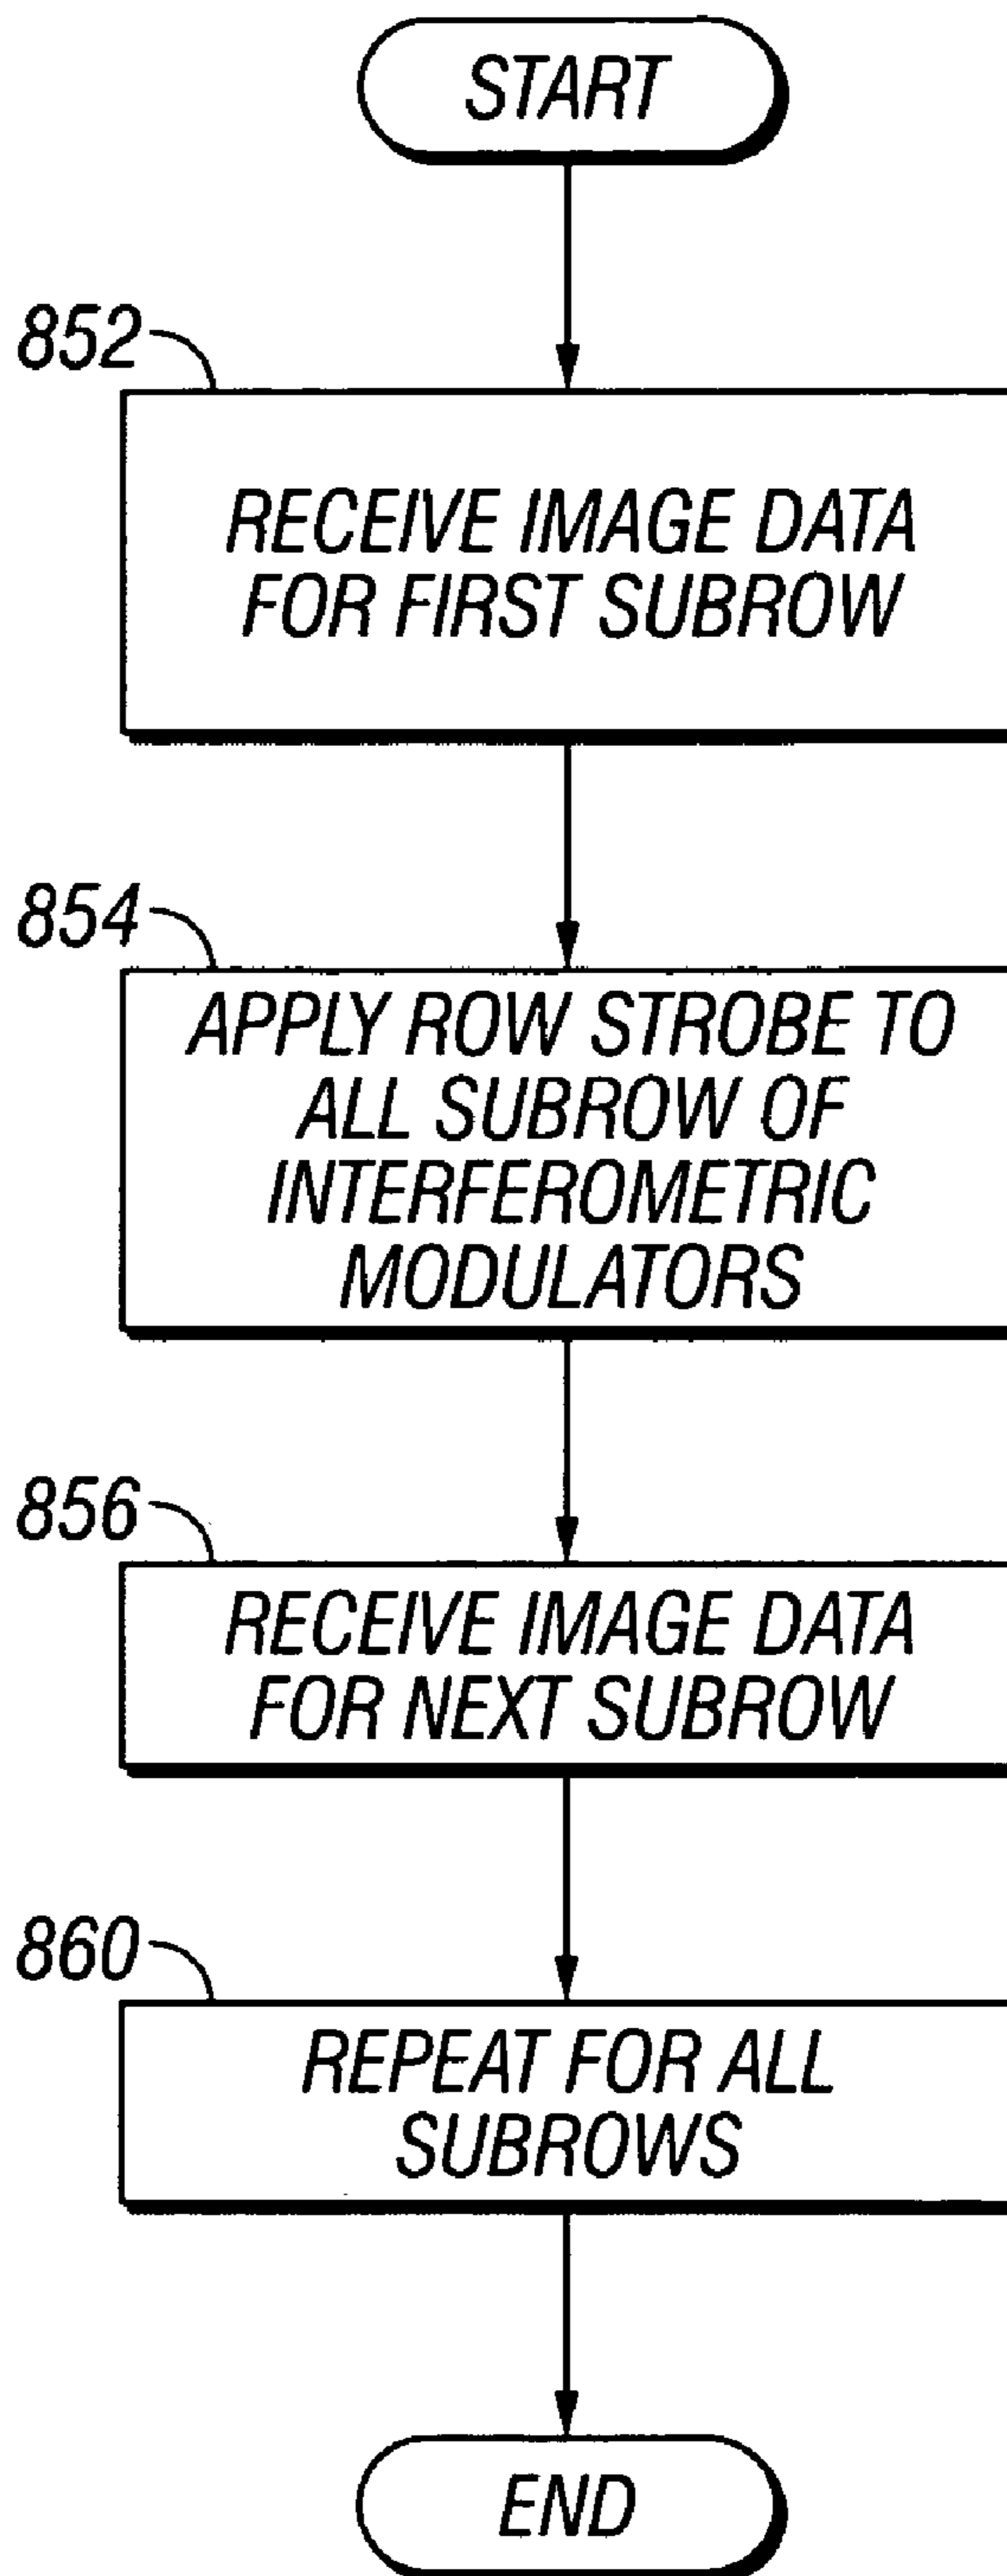 START
852
RECEIVE IMAGE DATA
FOR FIRST SUBROW
854
APPLY ROW STROBE TO
ALL SUBROW OF
INTERFEROMETRIC
MODULATORS
856
RECEIVE IMAGE DATA
FOR NEXT SUBROW
860
REPEAT FOR ALL
SUBROWS
END